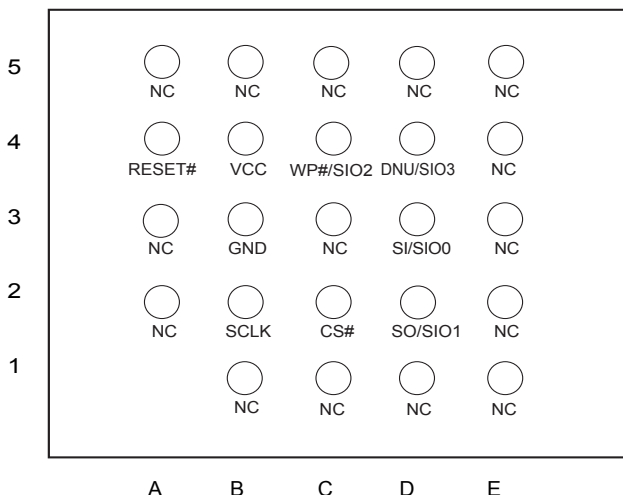 5
NC NC NC NC NC
4
RESET# VCC WP#/SIO2 DNU/SIO3 NC
3
NC GND NC SI/SIO0 NC
2
NC SCLK CS# SO/SIO1 NC
1
NC NC NC NC
A B C D E